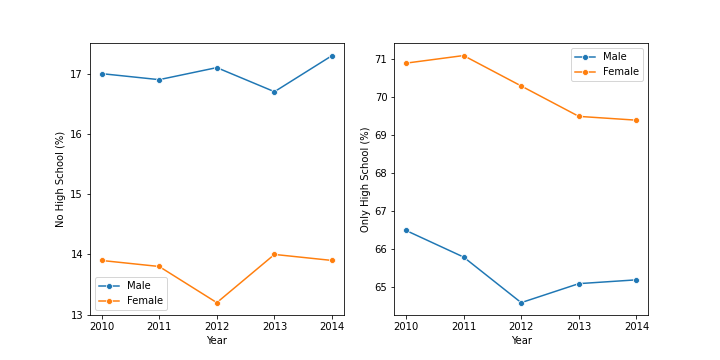 No High School (%)
17
16
15
14
13
Male
Female
2010 2011 2012 2013 2014
Year
Only High School (%)
71
70
69
68
67
66
65
Male
Female
2010 2011 2012 2013 2014
Year